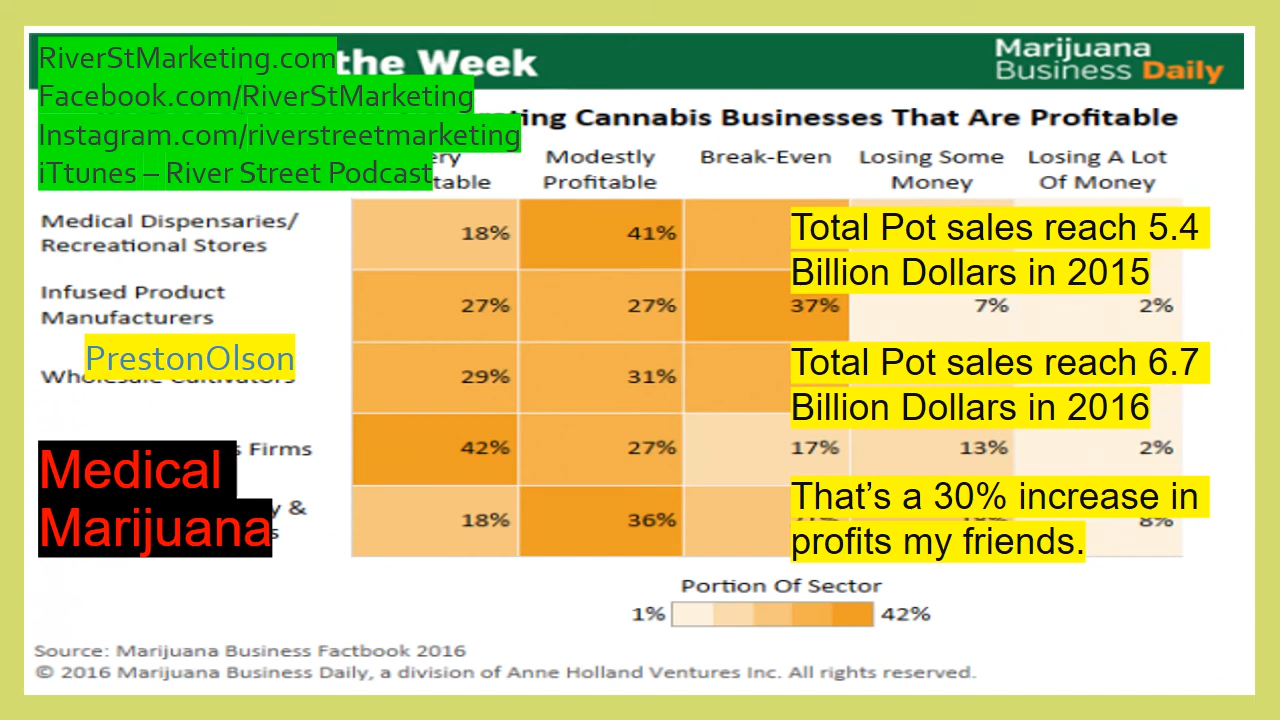 RiverStMarketing.com
the Week
Marijuana
Business Daily
Facebook.com/RiverStMarketing
Cannabis Businesses That Are Profitable
Instagram.com/riverstreetmarketing
iTtunes – River Street Podcast
Modestly
Profitable
Break-Even
Losing Some
Money
Losing A Lot
Of Money
Medical Dispensaries/
Recreational Stores
18% 41%
Total Pot sales reach 5.4
Billion Dollars in 2015
Infused Product
Manufacturers
27% 27% 37% 7% 2%
PrestonOlson
29% 31%
Total Pot sales reach 6.7
Billion Dollars in 2016
Firms
42% 27% 17% 13% 2%
Medical
Marijuana
&
18% 36% 8%
That’s a 30% increase in
profits my friends.
Portion Of Sector
1% 42%
Source: Marijuana Business Factbook 2016
© 2016 Marijuana Business Daily, a division of Anne Holland Ventures Inc. All rights reserved.